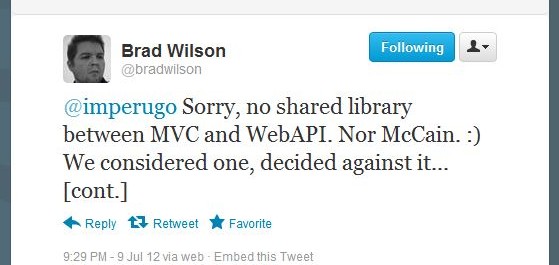 Brad Wilson
@bradwilson
Following
@imperugo Sorry, no shared library
between MVC and WebAPI. Nor McCain. :)
We considered one, decided against it...
[cont.]
Reply Retweet Favorite
9:29 PM - 9 Jul 12 via web · Embed this Tweet